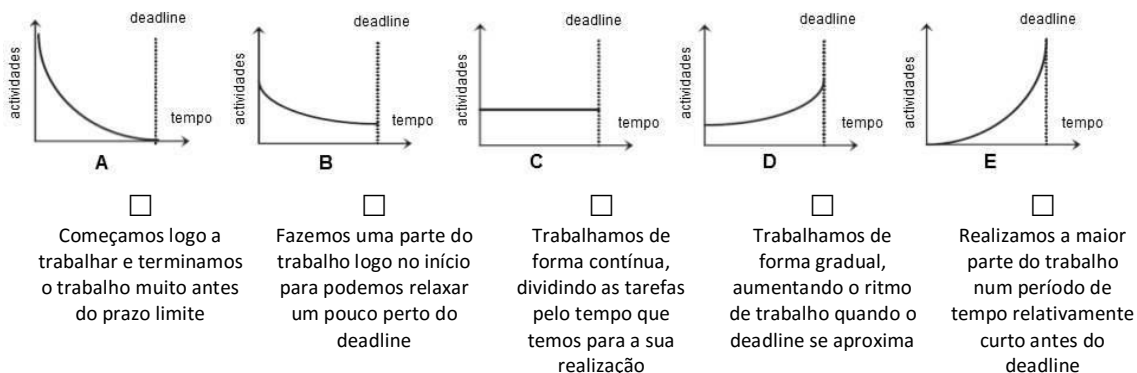 deadline
actividades
tempo
A
deadline
actividades
tempo
B
deadline
actividades
tempo
C
deadline
actividades
tempo
D
deadline
actividades
tempo
E
Começamos logo a
trabalhar e terminamos
o trabalho muito antes
do prazo limite
Fazemos uma parte do
trabalho logo no início
para podemos relaxar
um pouco perto do
deadline
Trabalhamos de
forma contínua,
dividindo as tarefas
pelo tempo que
temos para a sua
realização
Trabalhamos de
forma gradual,
aumentando o ritmo
de trabalho quando o
deadline se aproxima
Realizamos a maior
parte do trabalho
num período de
tempo relativamente
curto antes do
deadline